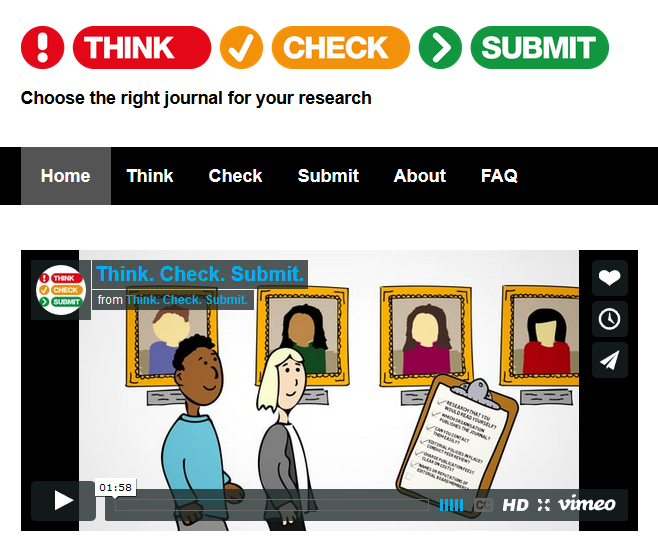 ! THINK ✓ CHECK > SUBMIT
Choose the right journal for your research
Home Think Check Submit About FAQ
THINK
CHECK
SUBMIT
Think. Check. Submit.
from Think. Check. Submit.
RESEARCH THAT YOU
WOULD READ YOURSELF?
WHICH ORGANISATION
PUBLISHES THE JOURNAL?
CAN YOU CONTACT
THEM EASILY?
EDITORIAL POLICIES IN PLACE?
CONDUCT PEER REVIEW?
CHARGE PUBLICATION FEES?
CLEAR ON COSTS?
NAMES OR REPUTATIONS OF
EDITORIAL BOARD MEMBERS?
01:58
CC HD vimeo